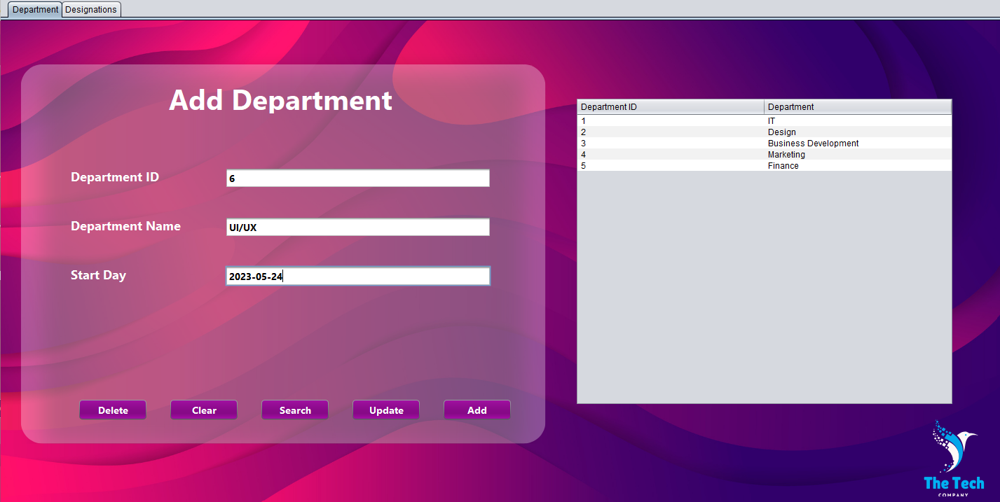 Department Designations
Add Department
Department ID 6
Department Name UI/UX
Start Day 2023-05-24
Delete Clear Search Update Add
Department ID Department
1 IT
2 Design
3 Business Development
4 Marketing
5 Finance
The Tech
COMPANY